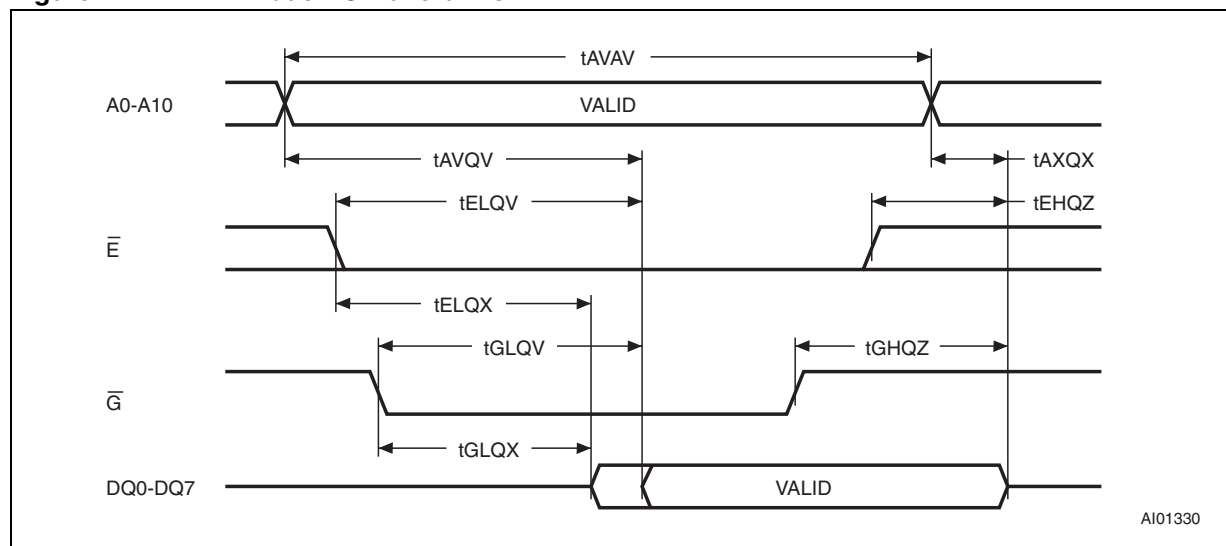 tAVAV
A0-A10 VALID
tAVQV tAXQX
tELQV tEHQZ
E̅
tELQX
tGLQV tGHQZ
G̅
tGLQX
DQ0-DQ7 VALID
AI01330